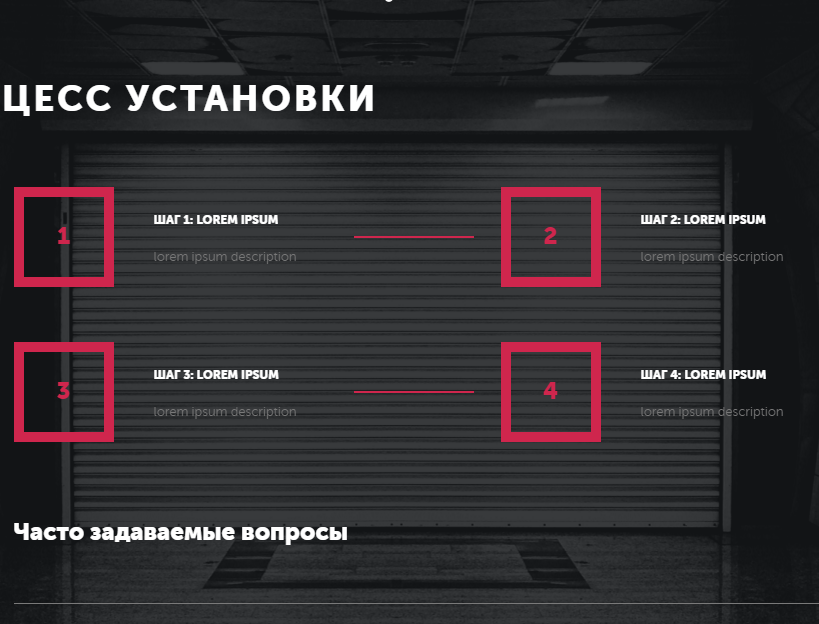 ЦЕСС УСТАНОВКИ
1
ШАГ 1: LOREM IPSUM
lorem ipsum description
2
ШАГ 2: LOREM IPSUM
lorem ipsum description
3
ШАГ 3: LOREM IPSUM
lorem ipsum description
4
ШАГ 4: LOREM IPSUM
lorem ipsum description
Часто задаваемые вопросы